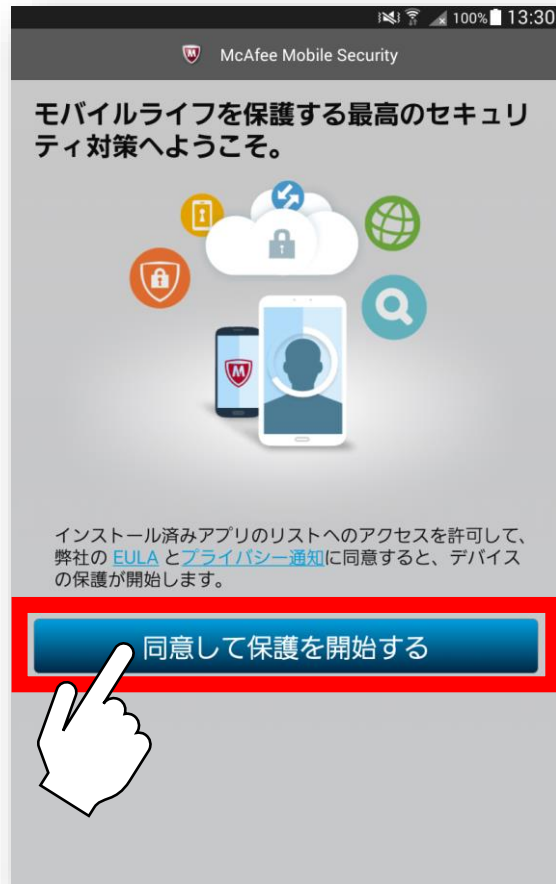 100% 13:30
McAfee Mobile Security
モバイルライフを保護する最高のセキュリ
ティ対策へようこそ。
インストール済みアプリのリストへのアクセスを許可して、
弊社の EULA とプライバシー通知に同意すると、デバイス
の保護が開始します。
同意して保護を開始する